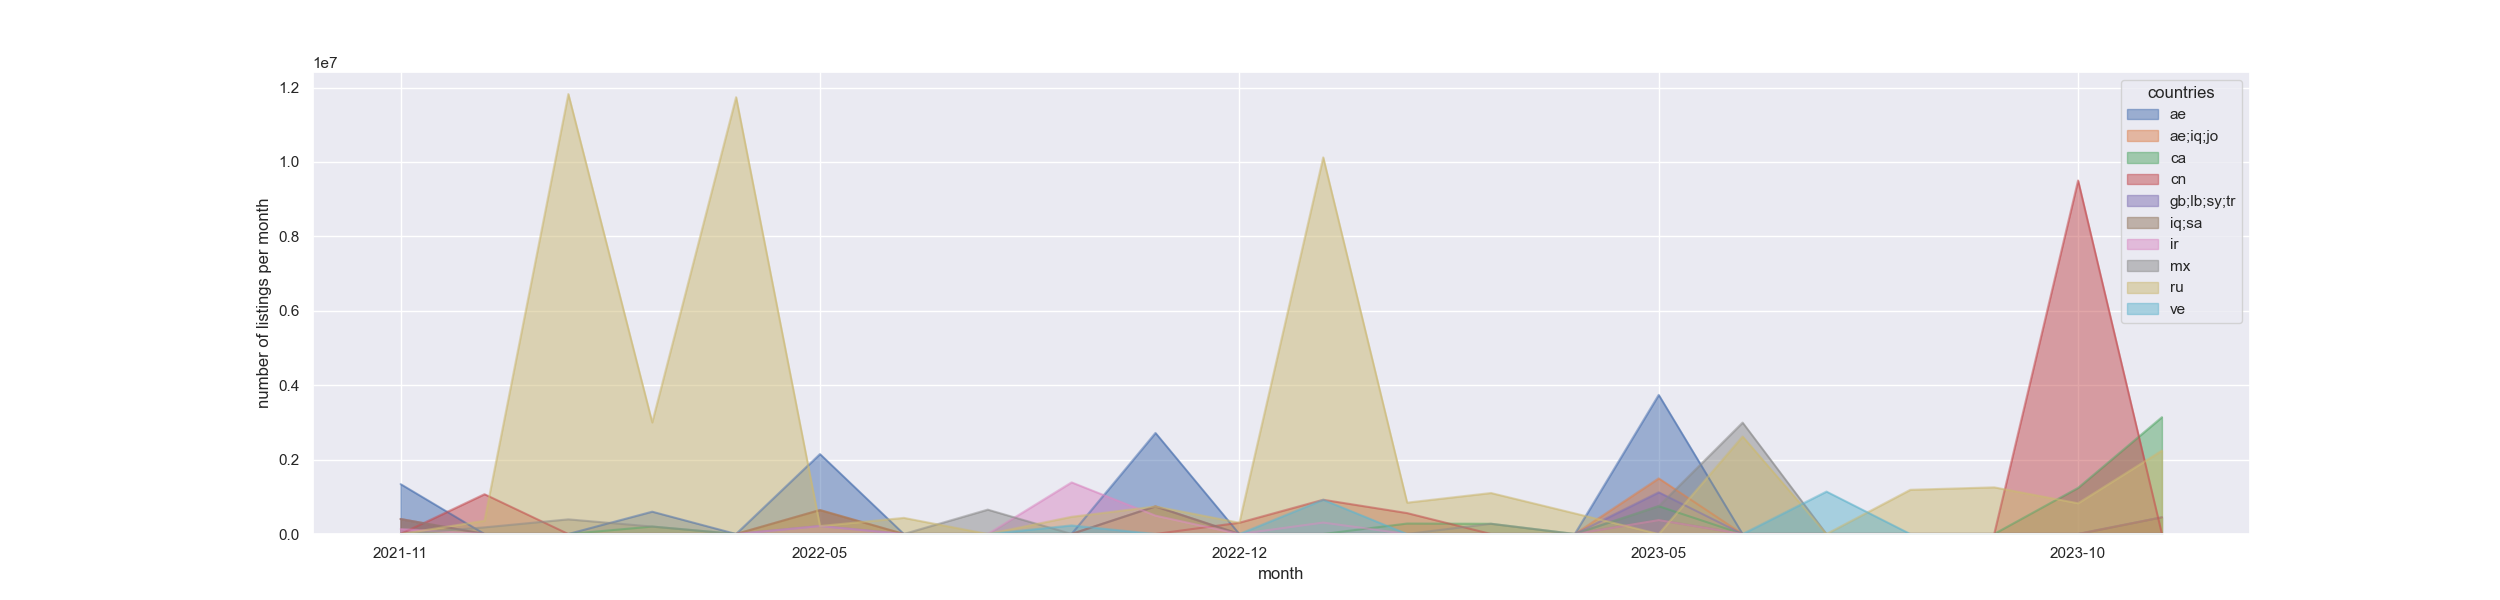 1e7
1.2
1.0
0.8
0.6
0.4
0.2
0.0
number of listings per month
2021-11
2022-05
2022-12
2023-05
2023-10
month
countries
ae
ae;iq;jo
ca
cn
gb;lb;sy;tr
iq;sa
ir
mx
ru
ve